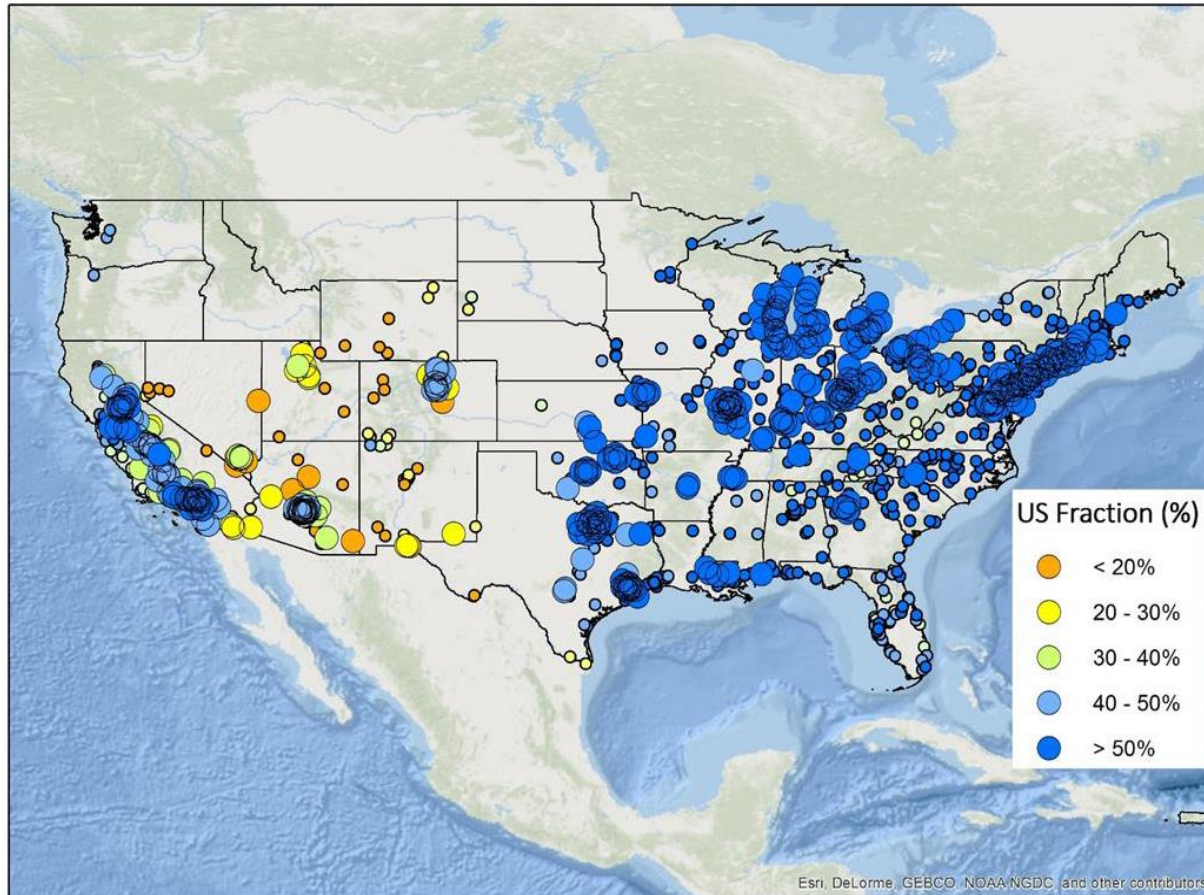 US Fraction (%)
< 20%
20 - 30%
30 - 40%
40 - 50%
> 50%
Esri, DeLorme, GEBCO, NOAA NGDC, and other contributors